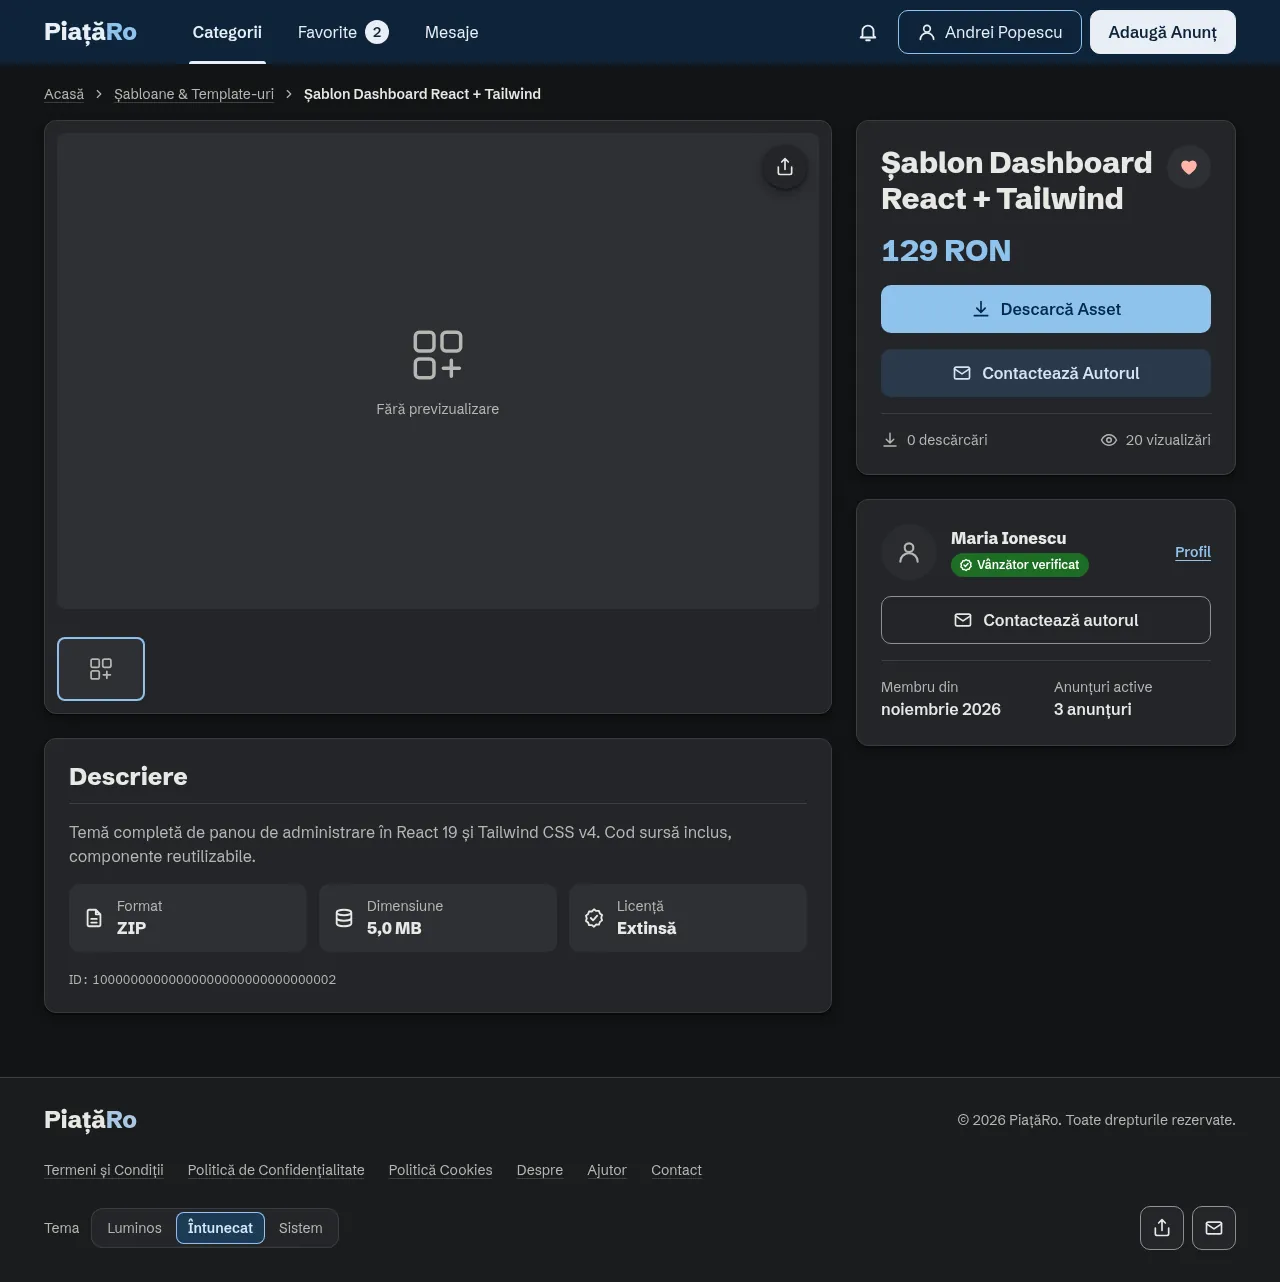 PiațăRo
Categorii
Favorite 2
Mesaje
Andrei Popescu
Adaugă Anunț
Acasă > Șabloane & Template-uri > Șablon Dashboard React + Tailwind
Fără previzualizare
Șablon Dashboard
React + Tailwind
129 RON
Descarcă Asset
Contactează Autorul
0 descărcări
20 vizualizări
Maria Ionescu
Vânzător verificat
Profil
Contactează autorul
Membru din
noiembrie 2026
Anunțuri active
3 anunțuri
Descriere
Temă completă de panou de administrare în React 19 și Tailwind CSS v4. Cod sursă inclus,
componente reutilizabile.
Format
ZIP
Dimensiune
5,0 MB
Licență
Extinsă
ID: 10000000000000000000000000000002
PiațăRo
© 2026 PiațăRo. Toate drepturile rezervate.
Termeni și Condiții
Politică de Confidențialitate
Politică Cookies
Despre
Ajutor
Contact
Tema
Luminos
Întunecat
Sistem